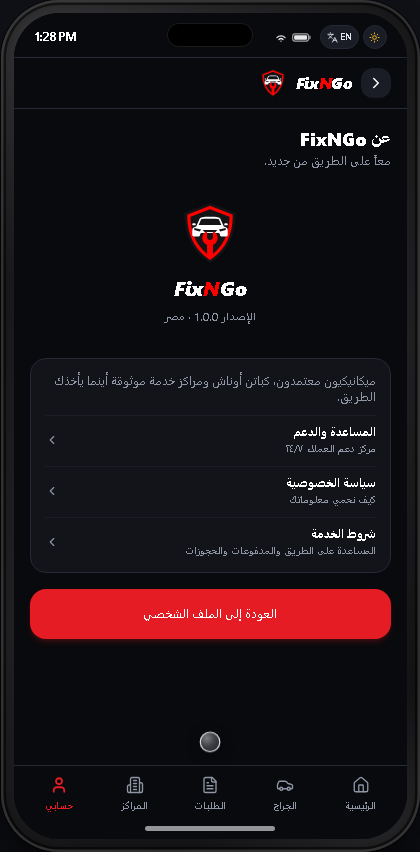 1:28 PM
EN
FixNGo
عن FixNGo
معاً على الطريق من جديد.
FixNGo
الإصدار 1.0.0 · مصر
ميكانيكيون معتمدون، كباتن أوناش ومراكز خدمة موثوقة أينما يأخذك
الطريق.
المساعدة والدعم
مركز دعم العملاء ٢٤/٧
سياسة الخصوصية
كيف نحمي معلوماتك
شروط الخدمة
المساعدة على الطريق والمدفوعات والحجوزات
العودة إلى الملف الشخصي
الرئيسية
الجراج
الطلبات
المراكز
حسابي